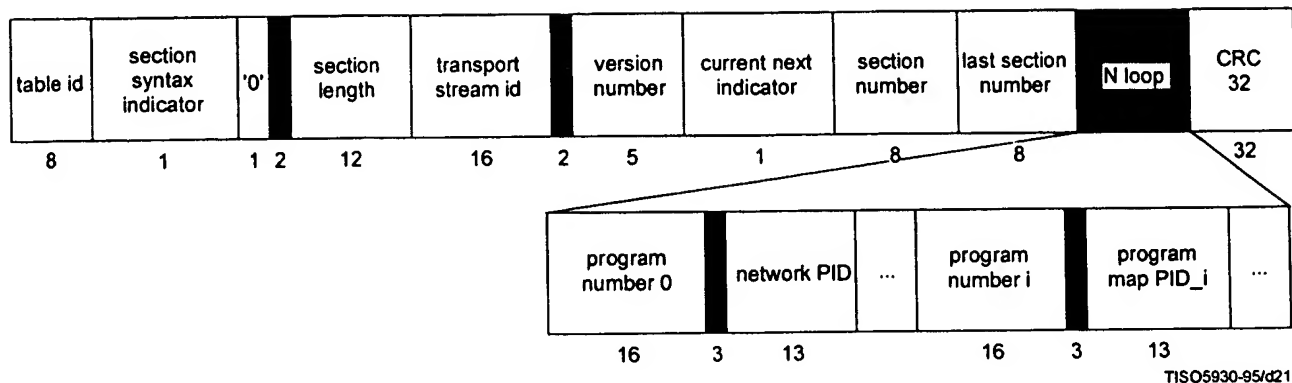 table id
section
syntax
indicator
'0'
section
length
transport
stream id
version
number
current next
indicator
section
number
last section
number
N loop
CRC
32
8
1
1
2
12
16
2
5
1
8
8
32
program
number 0
network PID
...
program
number i
program
map PID_i
...
16
3
13
16
3
13
TISO5930-95/d21